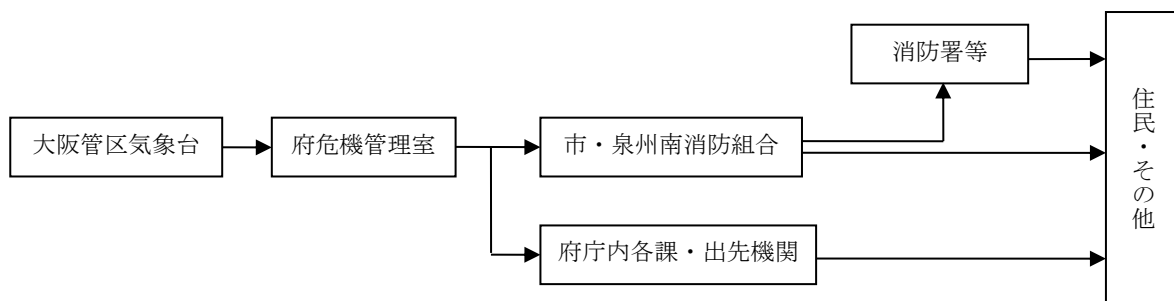 消防署等
大阪管区気象台
府危機管理室
市・泉州南消防組合
府庁内各課・出先機関
住民・その他